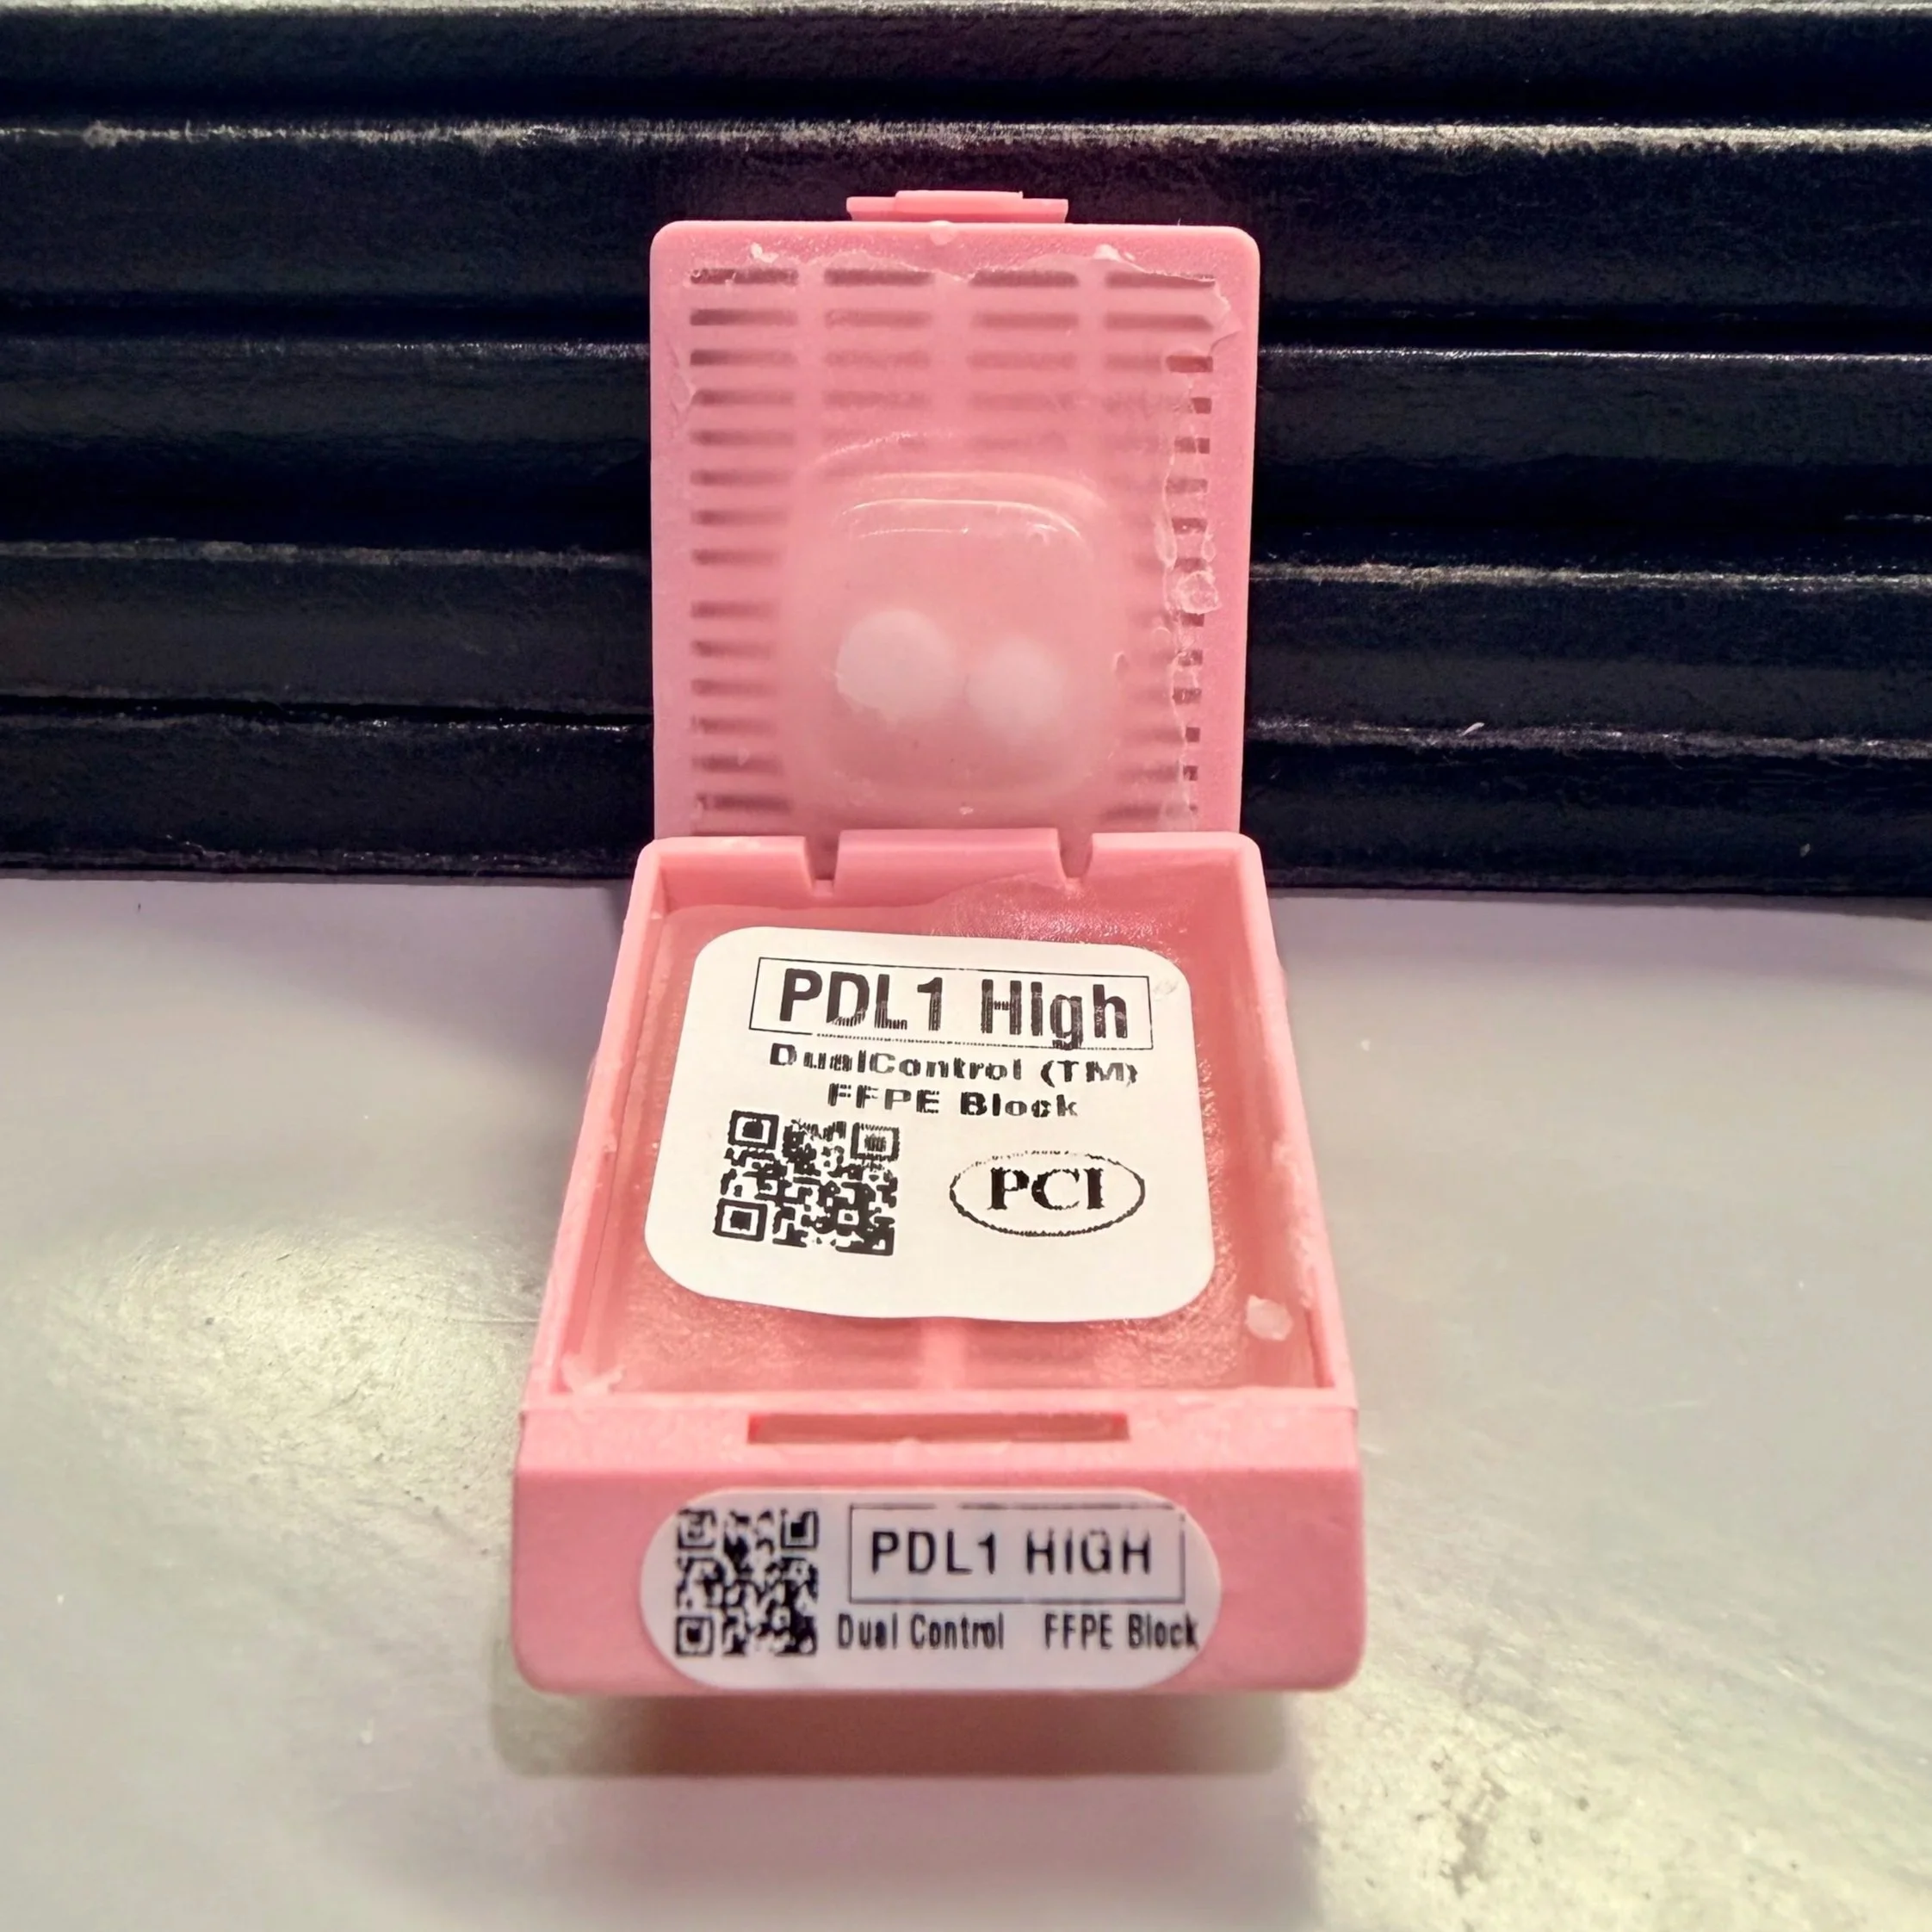 PDL1 High
DualControl (TM)
FFPE Block
PCI
PDL1 HIGH
Dual Control FFPE Block